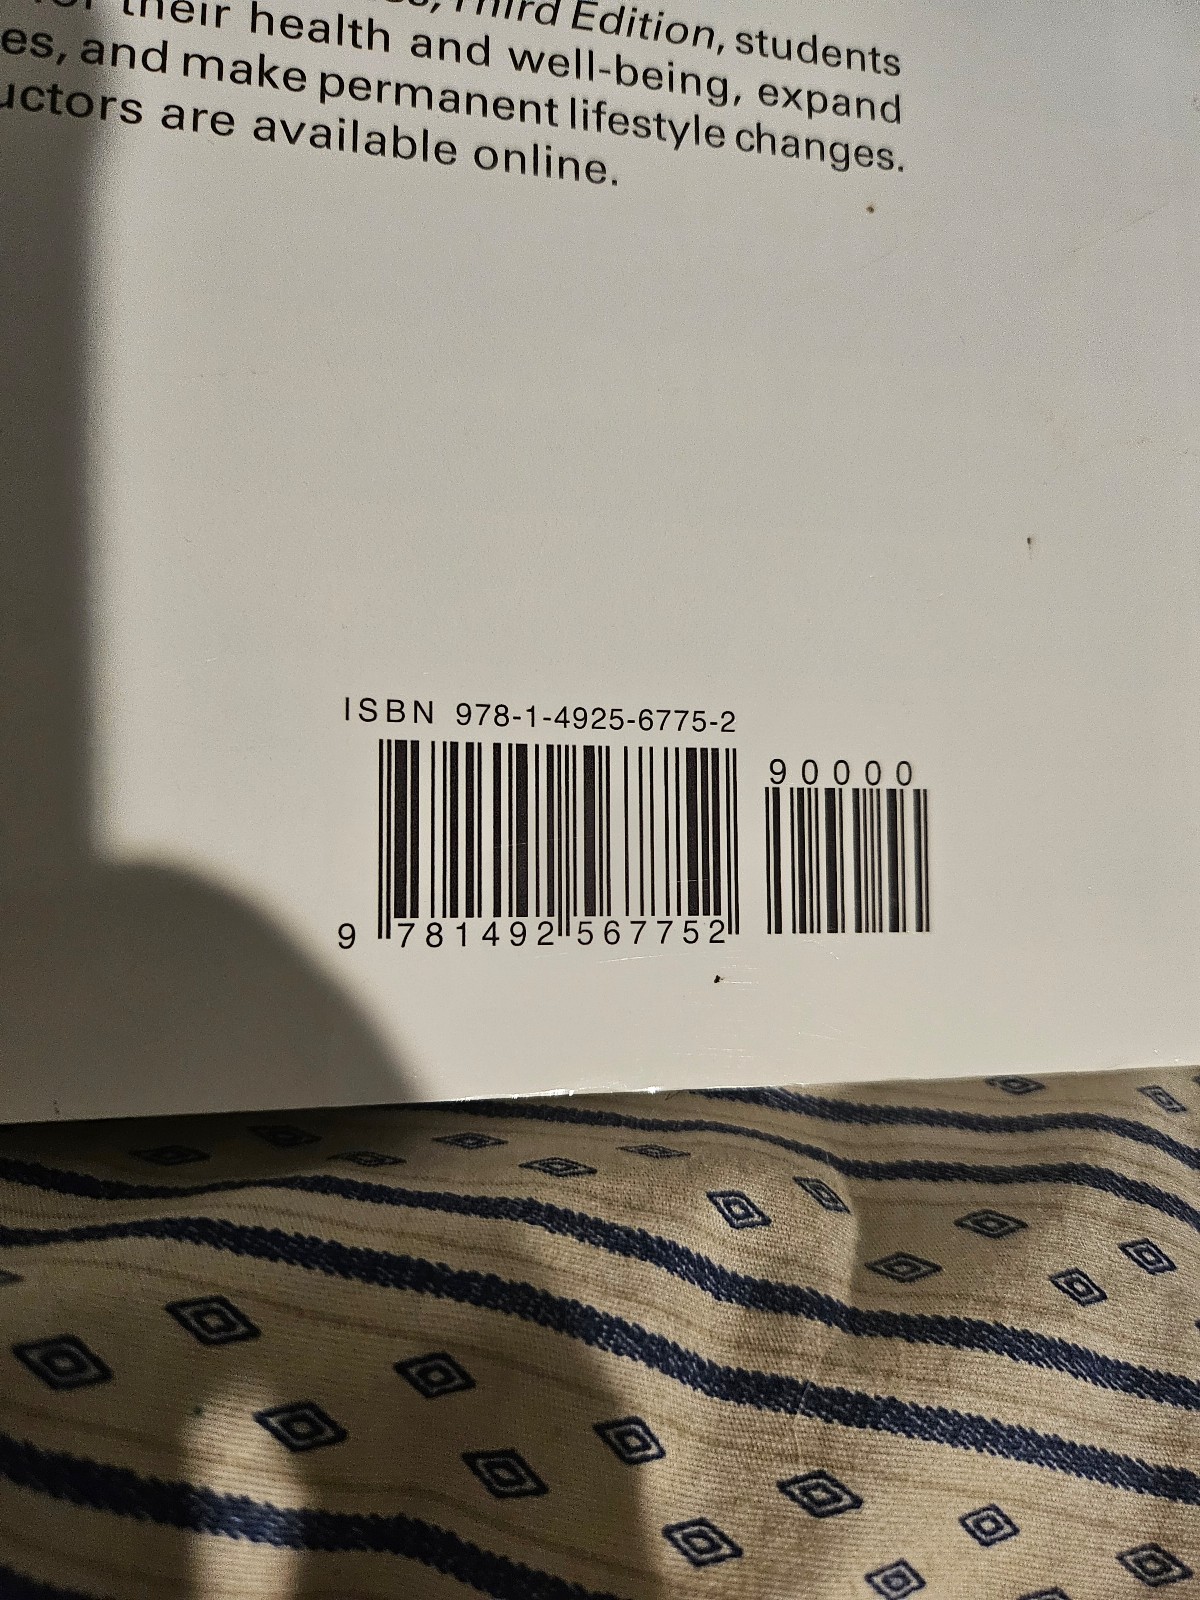 Third Edition, students
their health and well-being, expand
es, and make permanent lifestyle changes.
uctors are available online.
ISBN 978-1-4925-6775-2
90000
9 781492 567752